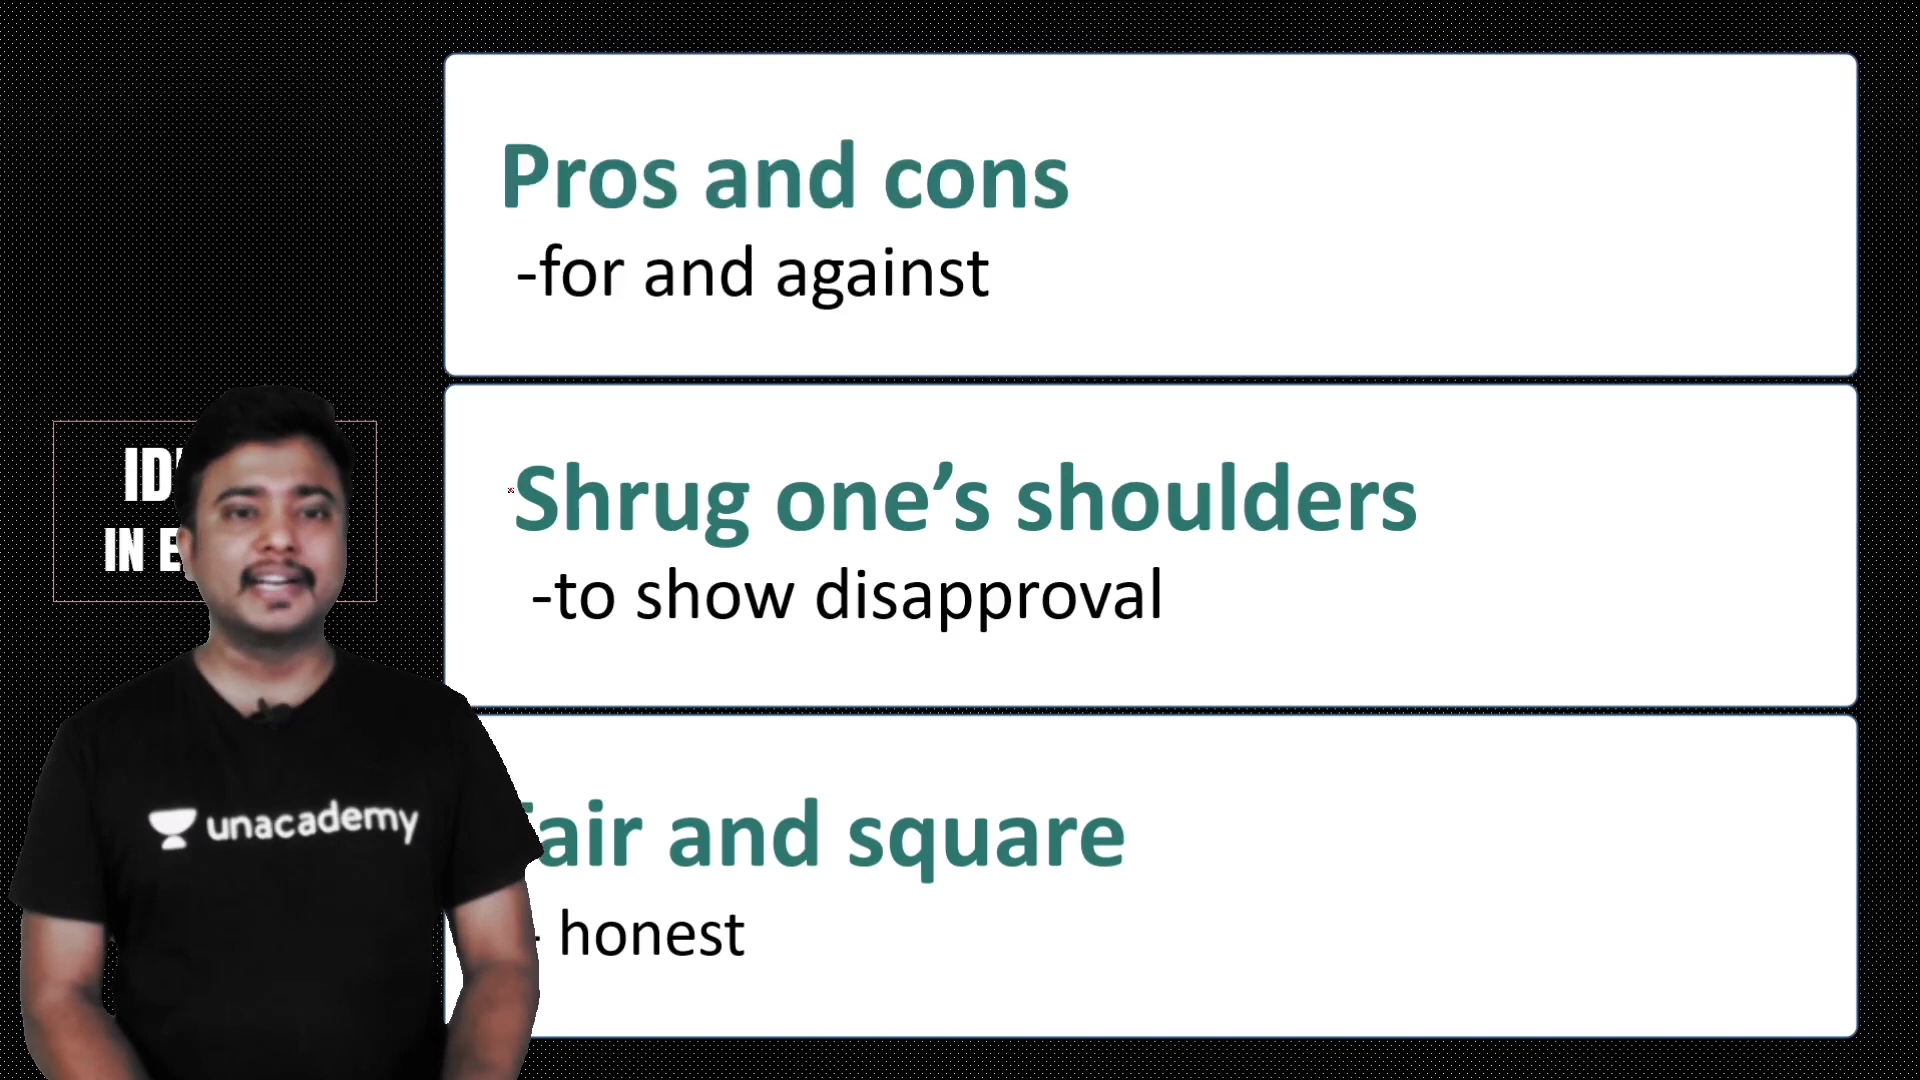 Pros and cons
-for and against
Shrug one's shoulders
-to show disapproval
air and square
- honest
unacademy